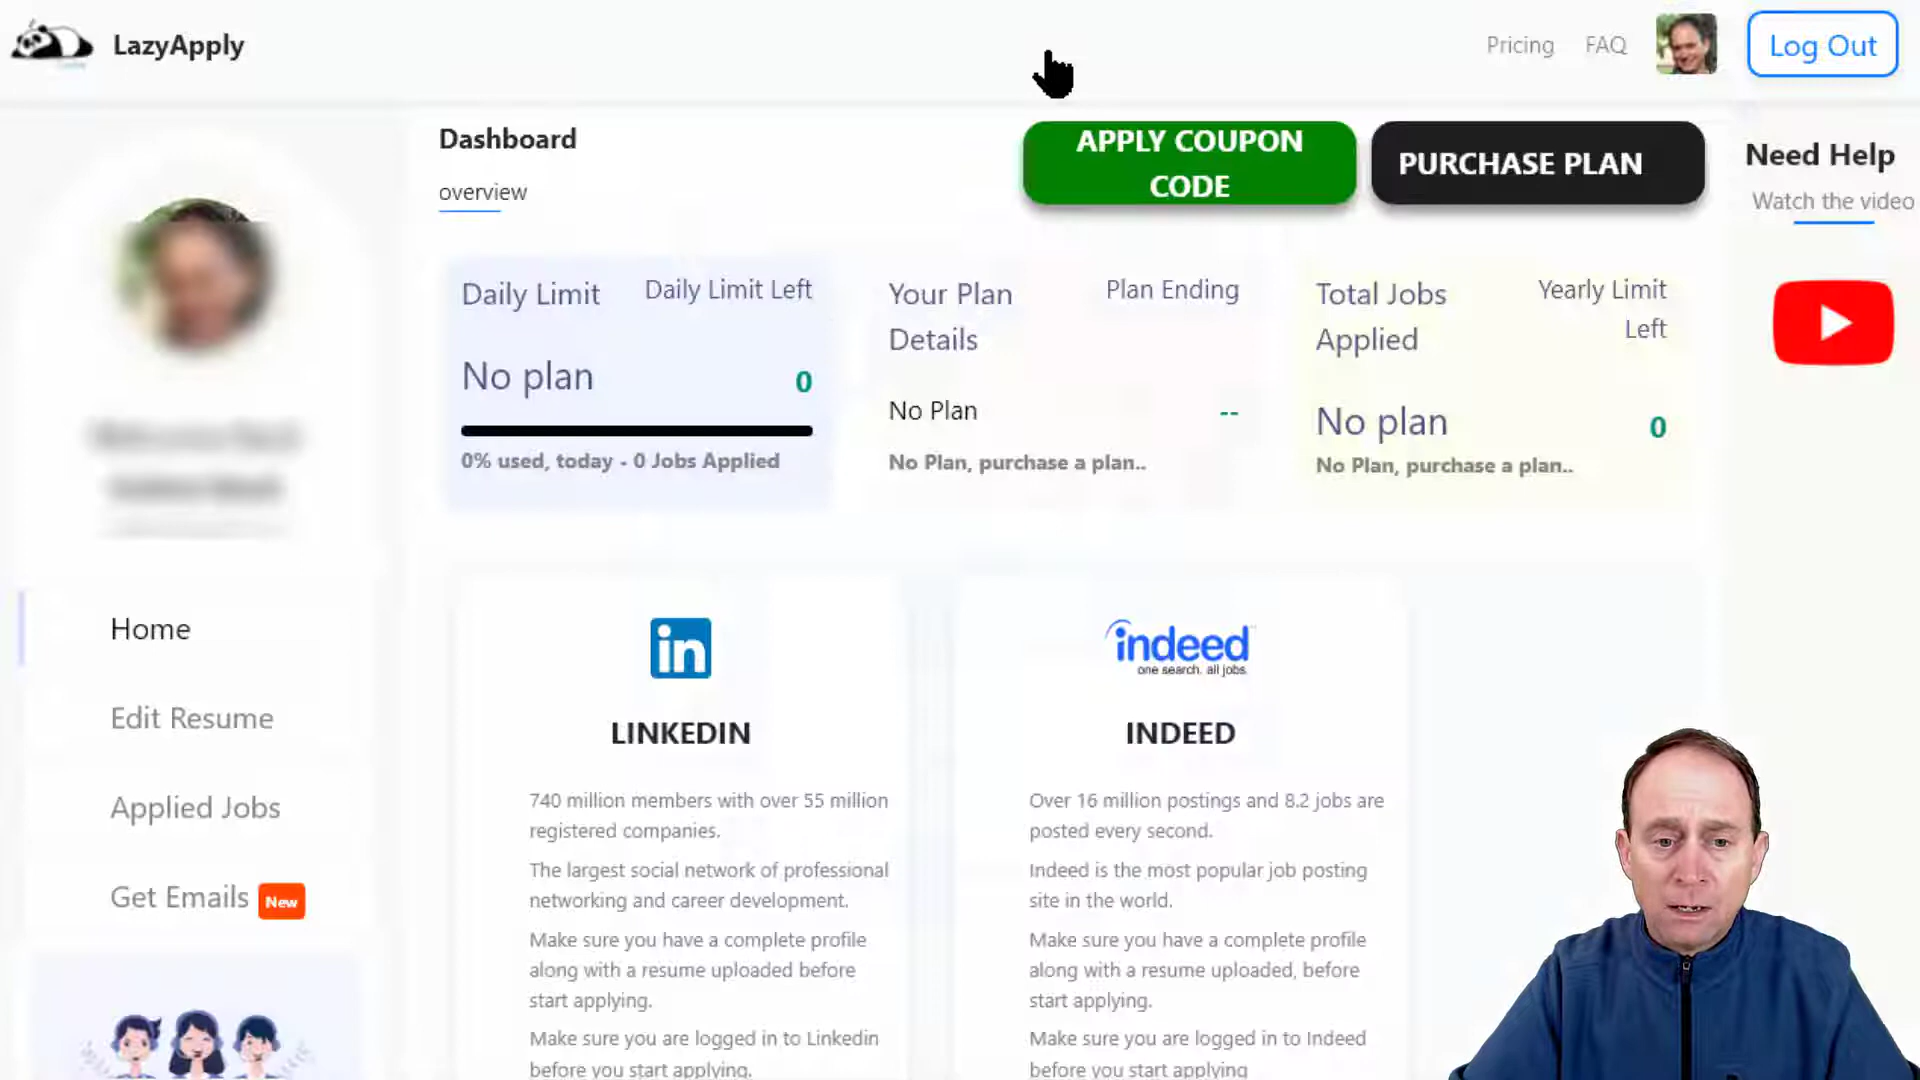 LazyApply
Pricing
FAQ
Log Out
Dashboard
overview
APPLY COUPON
CODE
PURCHASE PLAN
Need Help
Watch the video
Daily Limit
Daily Limit Left
No plan
0
0% used, today - 0 Jobs Applied
Your Plan
Details
Plan Ending
No Plan
--
No Plan, purchase a plan..
Total Jobs
Applied
Yearly Limit
Left
No plan
0
No Plan, purchase a plan..
Home
Edit Resume
Applied Jobs
Get Emails
New
in
LINKEDIN
740 million members with over 55 million
registered companies.
The largest social network of professional
networking and career development.
Make sure you have a complete profile
along with a resume uploaded before
start applying.
Make sure you are logged in to Linkedin
before you start applying.
indeed
one search. all jobs.
INDEED
Over 16 million postings and 8.2 jobs are
posted every second.
Indeed is the most popular job posting
site in the world.
Make sure you have a complete profile
along with a resume uploaded, before
start applying.
Make sure you are logged in to Indeed
before you start applying